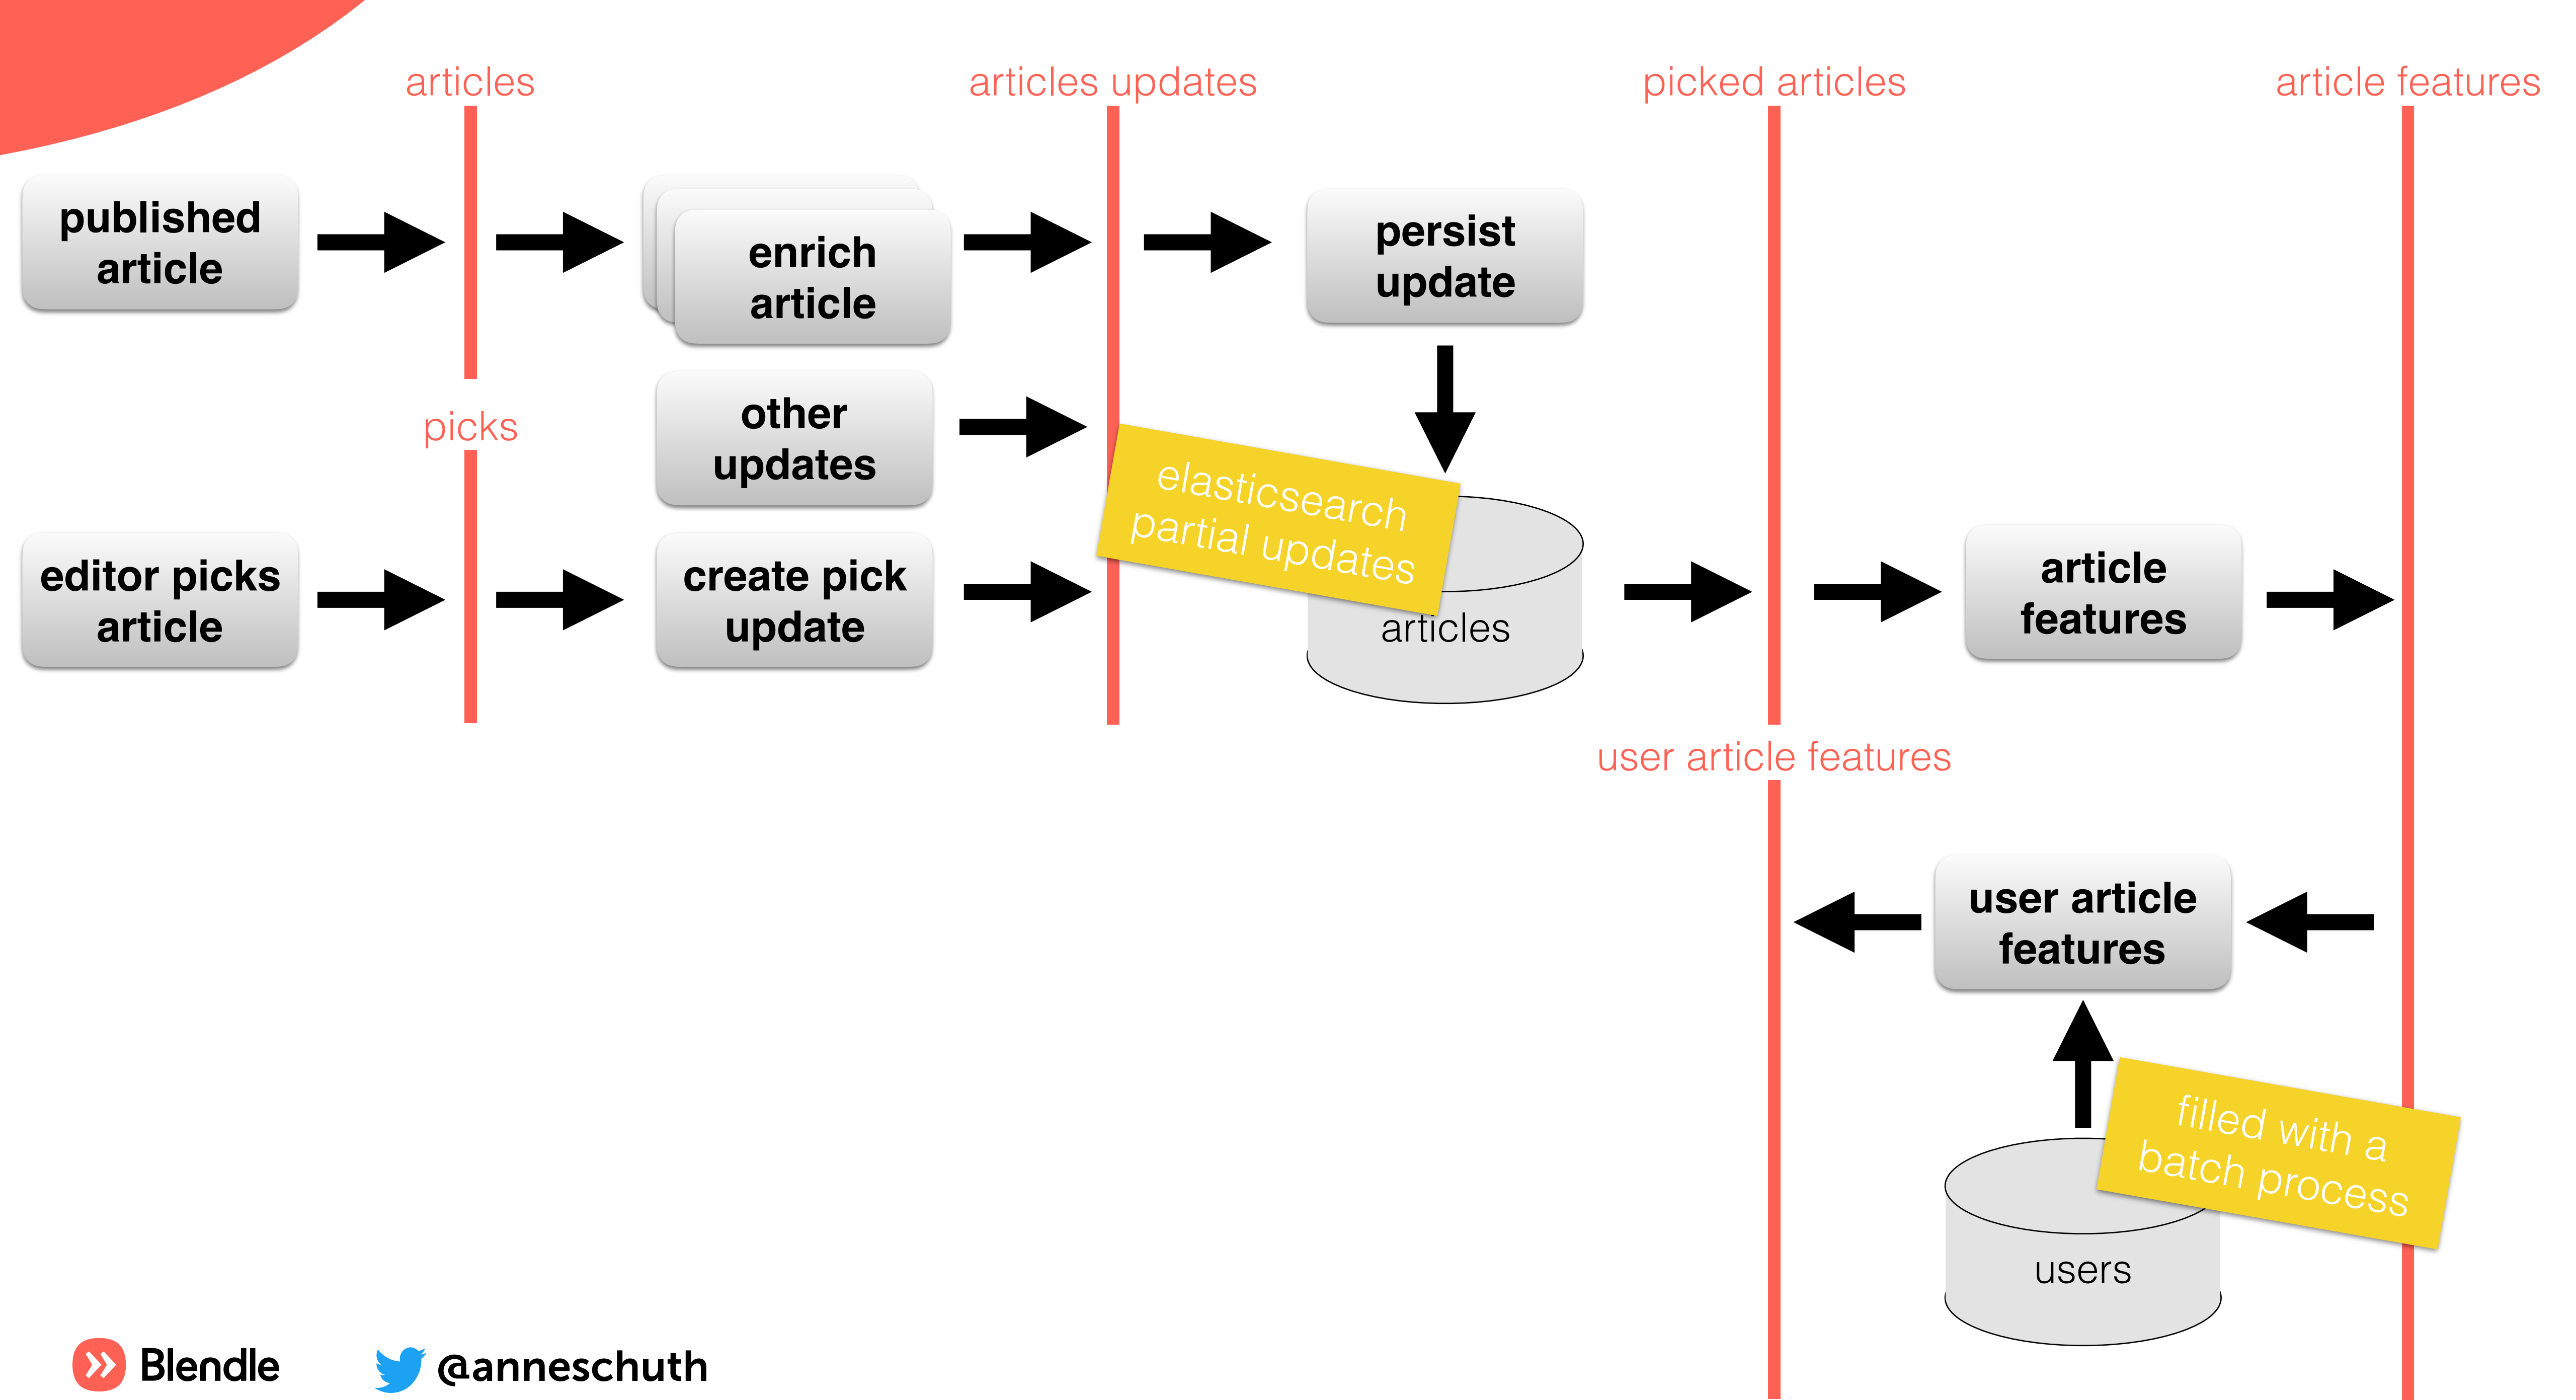 articles
articles updates
picked articles
article features
published
article
enrich
article
persist
update
picks
other
updates
elasticsearch
partial updates
editor picks
article
create pick
update
articles
article
features
user article features
user article
features
filled with a
batch process
users
Blendle
@anneschuth